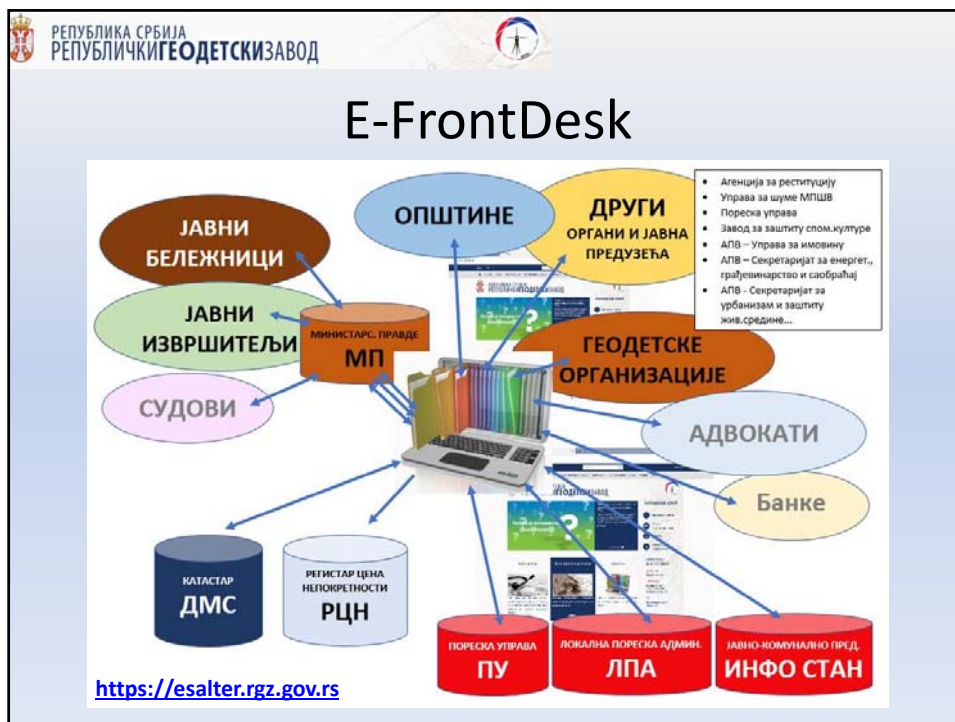 РЕПУБЛИКА СРБИЈА
РЕПУБЛИЧКИГЕОДЕТСКИЗАВОД
E-FrontDesk
ЈАВНИ
БЕЛЕЖНИЦИ
ОПШТИНЕ
ДРУГИ
ОРГАНИ И ЈАВНА
ПРЕДУЗЕЋА
• Агенција за реституцију
• Управа за шуме МПШВ
• Пореска управа
• Завод за заштиту спом.културе
• АПВ – Управа за имовину
• АПВ – Секретаријат за енергет.,
грађевинарство и саобраћај
• АПВ - Секретаријат за
урбанизам и заштиту
жив.средине...
ЈАВНИ
ИЗВРШИТЕЉИ
МИНИСТАРС. ПРАВДЕ
МП
ГЕОДЕТСКЕ
ОРГАНИЗАЦИЈЕ
СУДОВИ
АДВОКАТИ
Банке
КАТАСТАР
ДМС
РЕГИСТАР ЦЕНА
НЕПОКРЕТНОСТИ
РЦН
ПОРЕСКА УПРАВА
ПУ
ЛОКАЛНА ПОРЕСКА АДМИН.
ЛПА
ЈАВНО-КОМУНАЛНО ПРЕД.
ИНФО СТАН
https://esalter.rgz.gov.rs